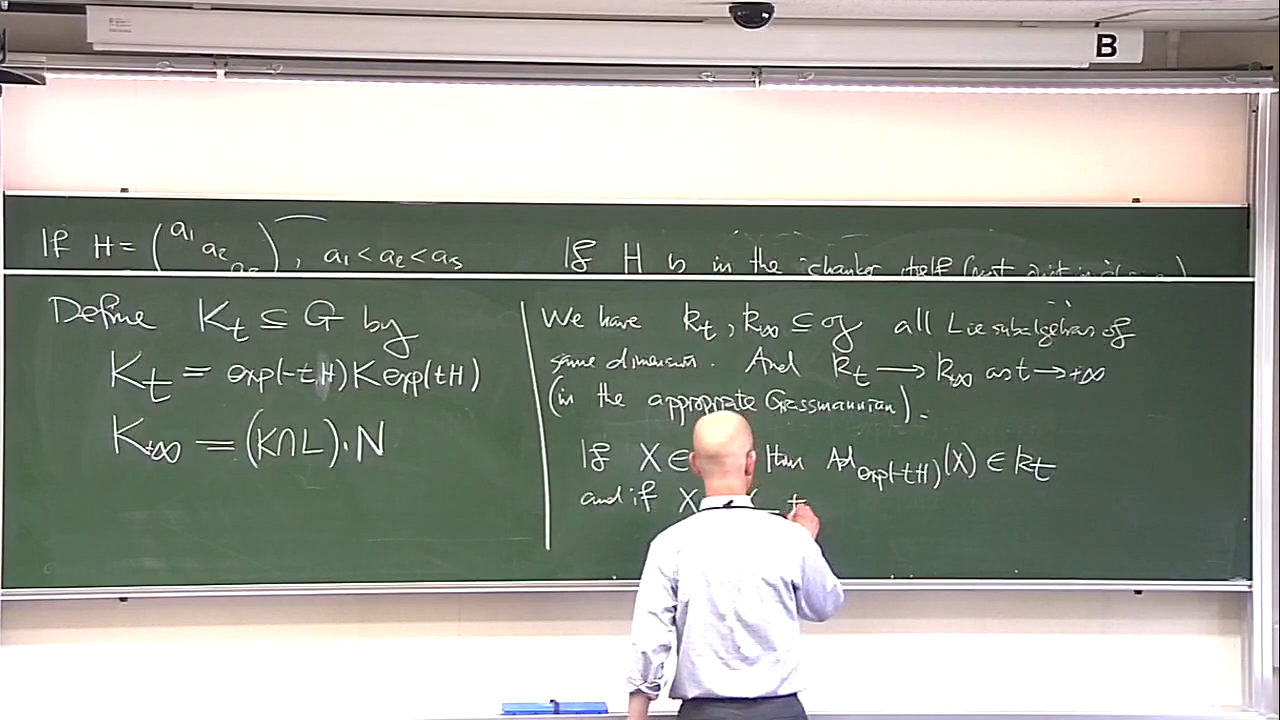 B
If H = (a1 a2 a3), a1 < a2 < a3
If H is in the chamber itself (not
Define Kt ⊆ G by
Kt = exp(-tH) K exp(tH)
K+∞ = (K∩L)·N
We have kt, k∞ ⊆ g all Lie subalgebras of
same dimension. And kt → k+∞ as t → +∞
(in the appropriate Grassmannian).
If X ∈ then Ad exp(-tH) (X) ∈ kt
and if X